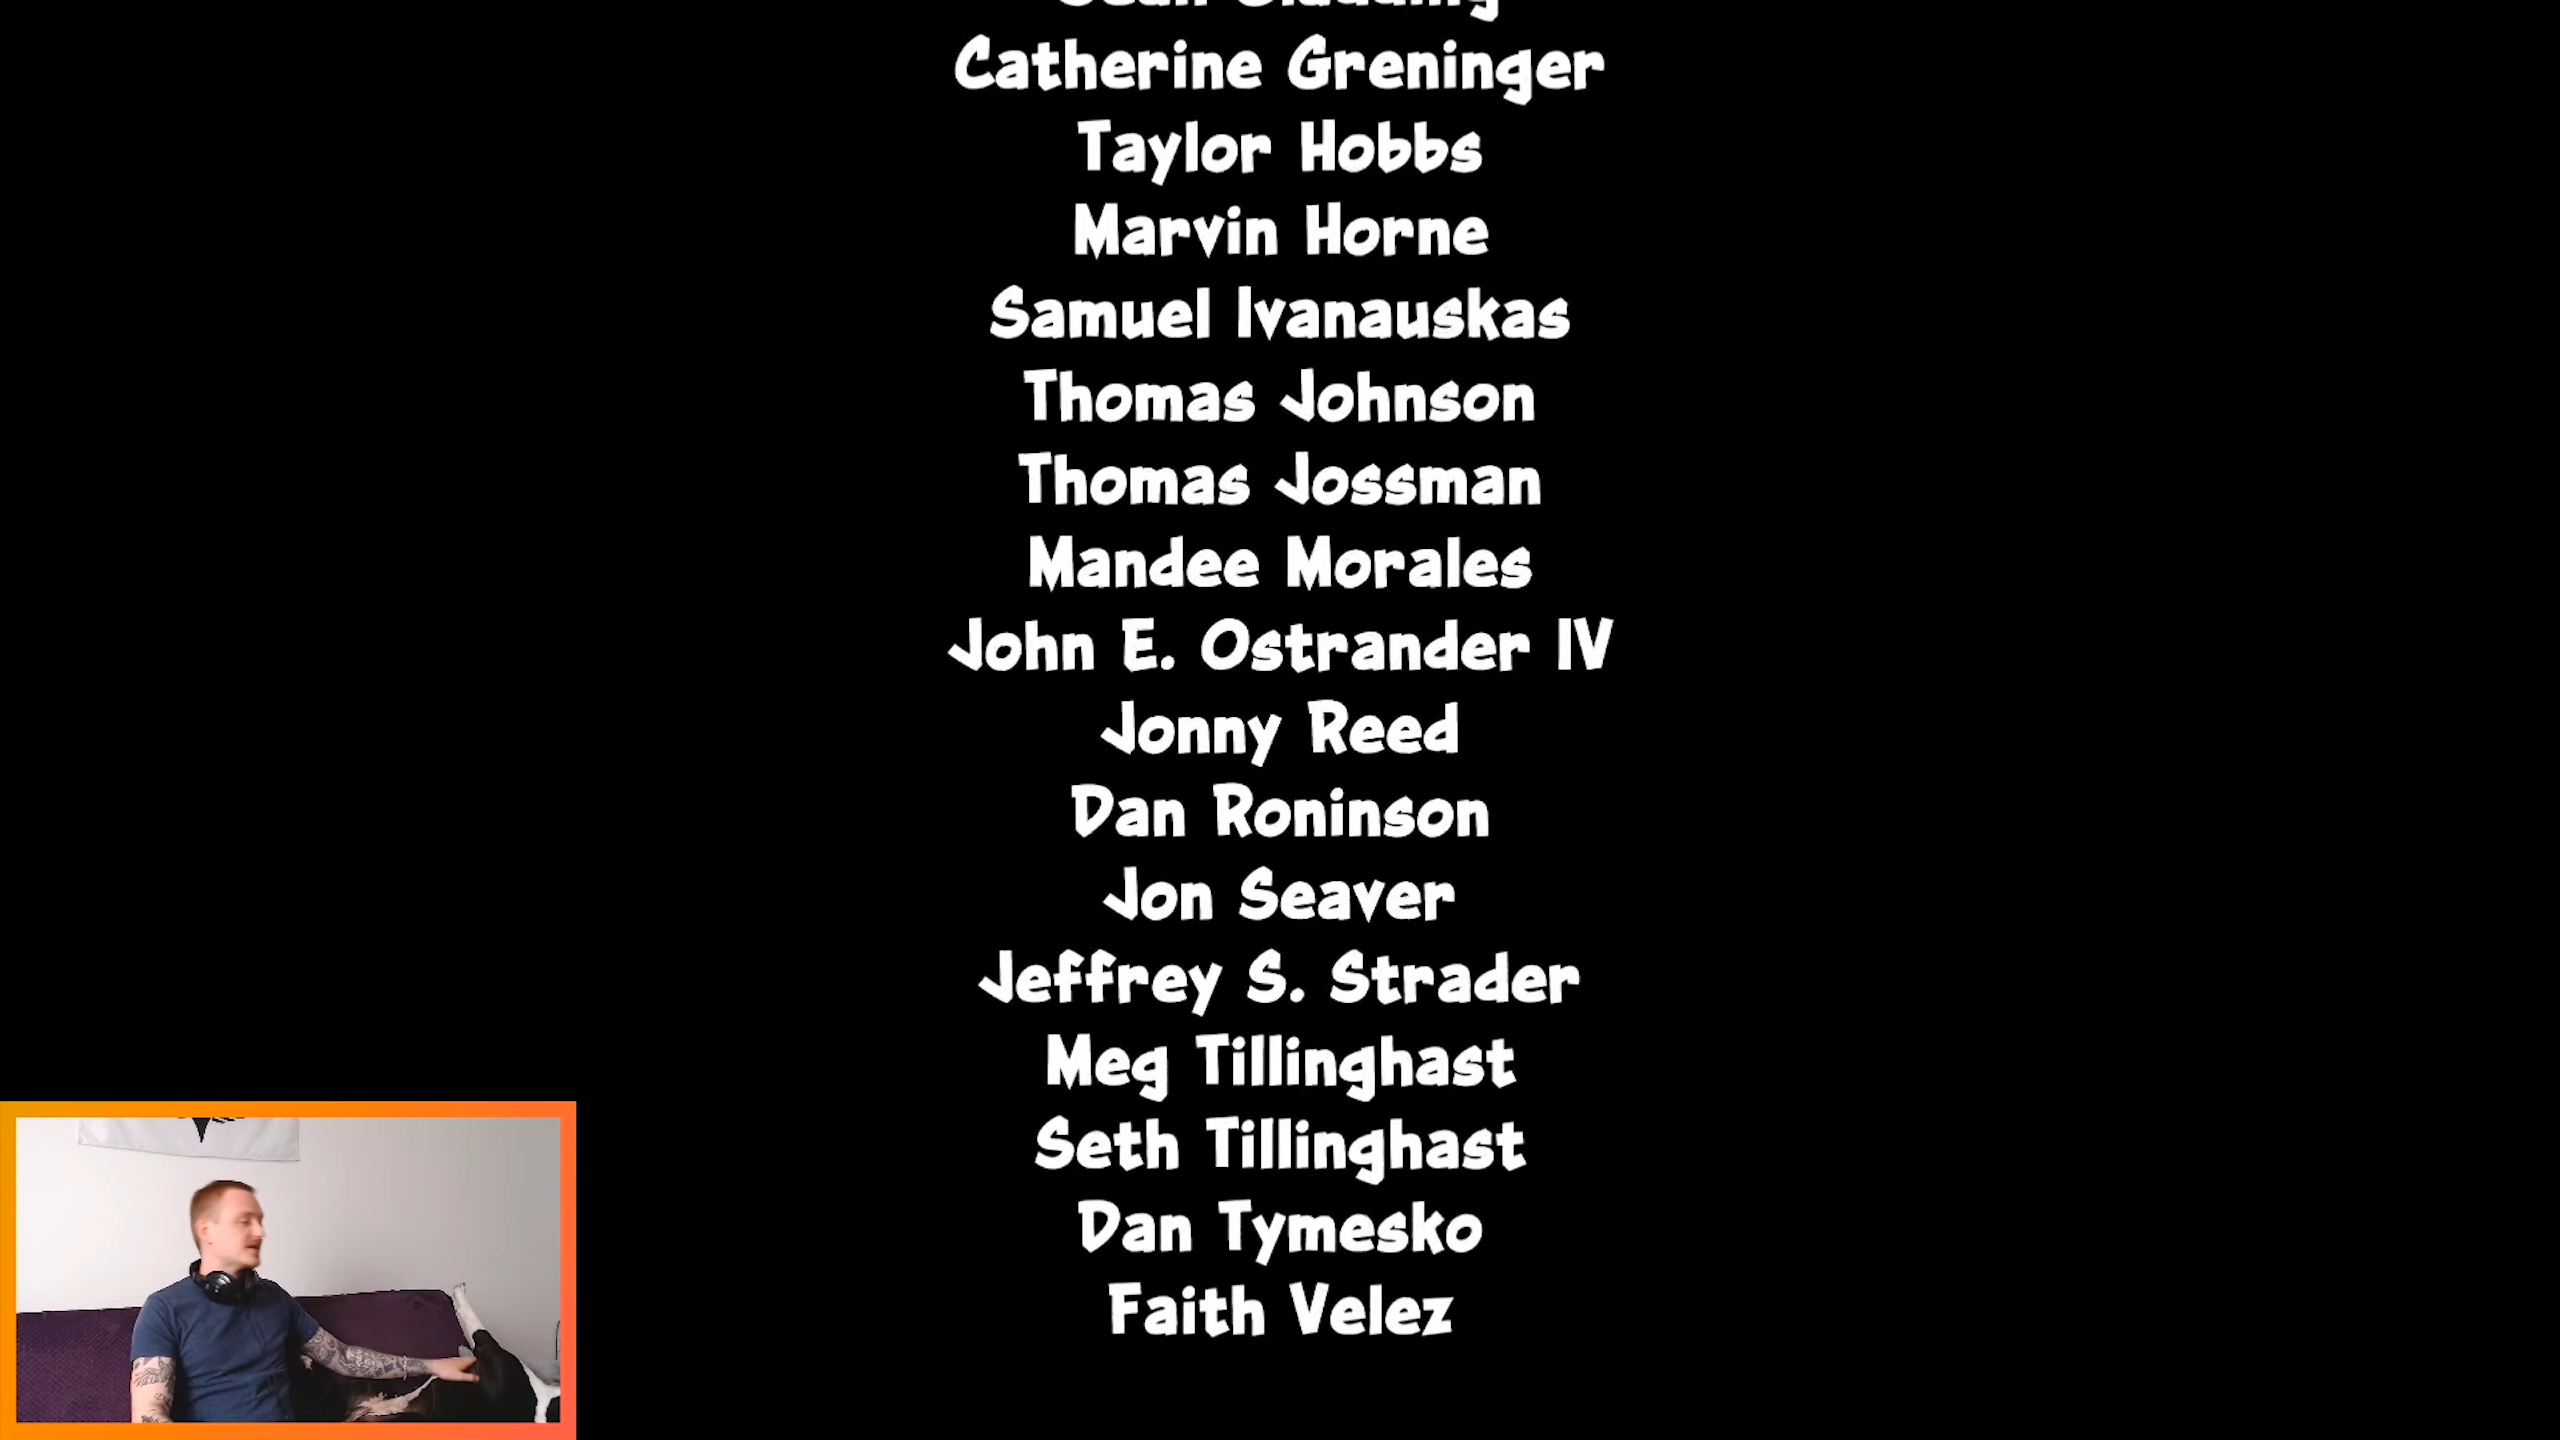 Catherine Greninger
Taylor Hobbs
Marvin Horne
Samuel Ivanauskas
Thomas Johnson
Thomas Jossman
Mandee Morales
John E. Ostrander IV
Jonny Reed
Dan Roninson
Jon Seaver
Jeffrey S. Strader
Meg Tillinghast
Seth Tillinghast
Dan Tymesko
Faith Velez